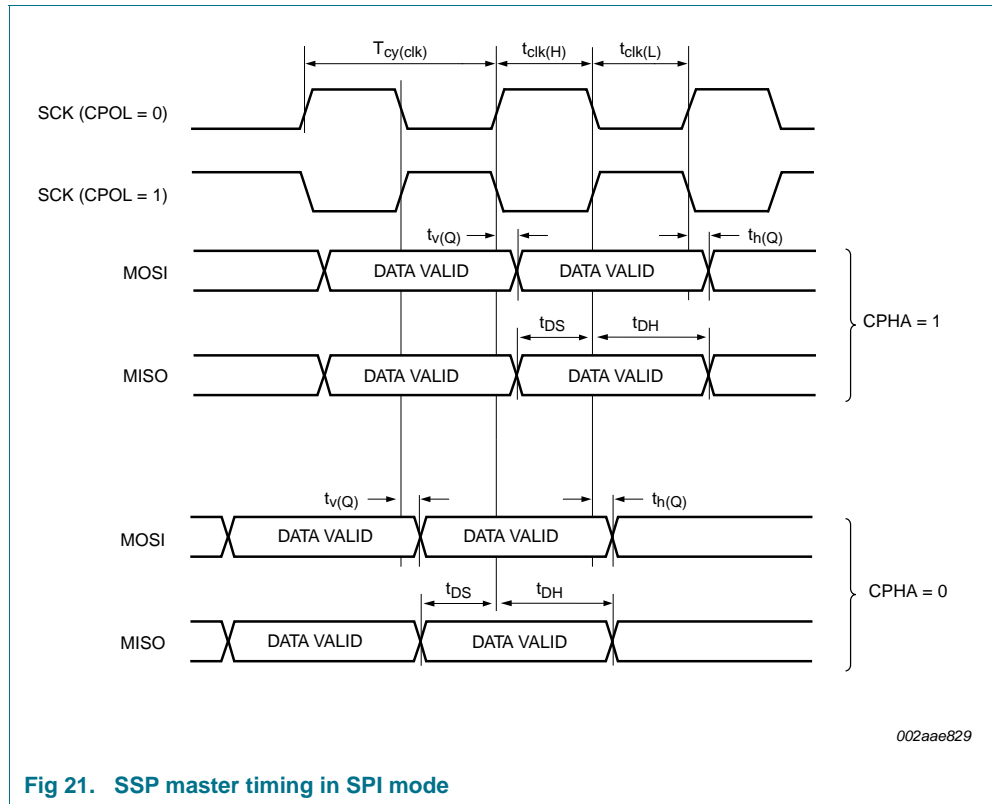 Tcy(clk) tclk(H) tclk(L)
SCK (CPOL = 0)
SCK (CPOL = 1)
tv(Q) th(Q)
MOSI DATA VALID DATA VALID
CPHA = 1
tDS tDH
MISO DATA VALID DATA VALID
tv(Q) th(Q)
MOSI DATA VALID DATA VALID
CPHA = 0
tDS tDH
MISO DATA VALID DATA VALID
002aae829
Fig 21. SSP master timing in SPI mode